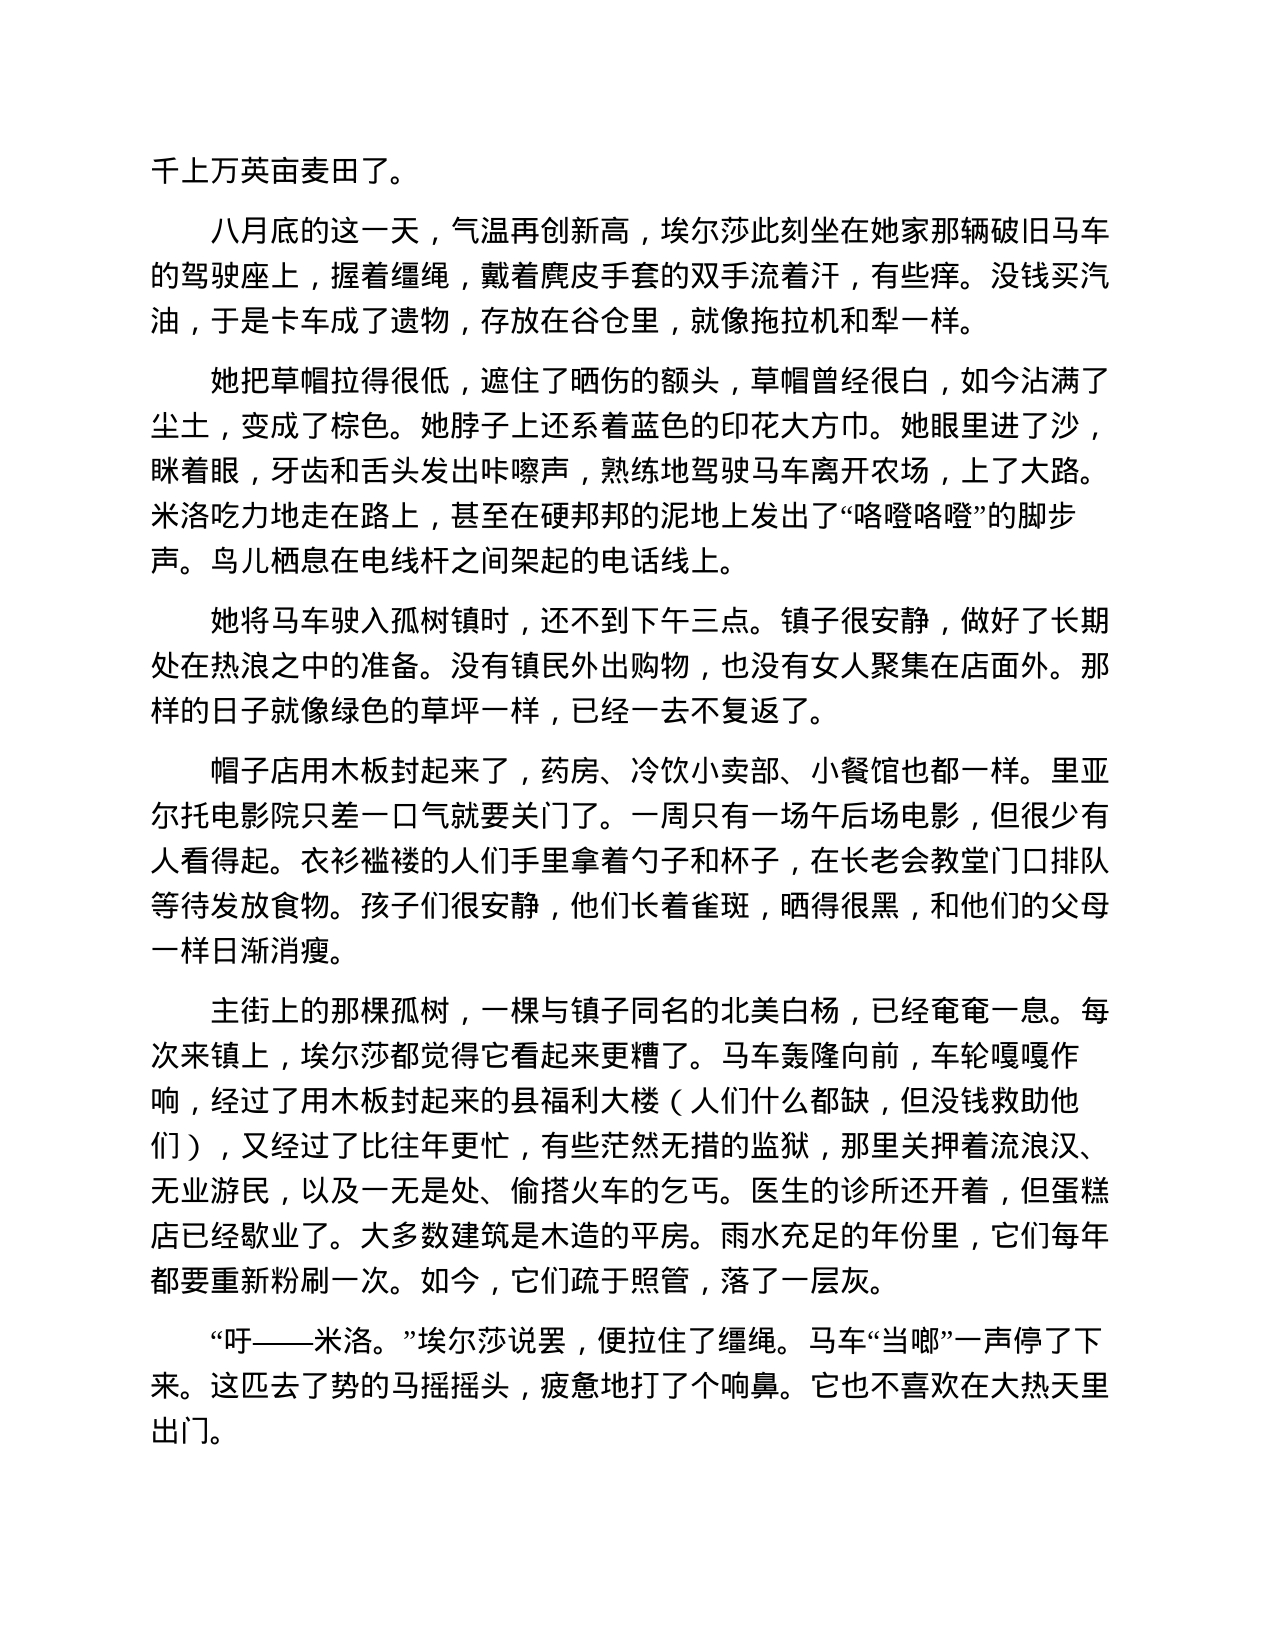 千上万英亩麦田了。
八月底的这一天，气温再创新高，埃尔莎此刻坐在她家那辆破旧马车
的驾驶座上，握着缰绳，戴着麂皮手套的双手流着汗，有些痒。没钱买汽
油，于是卡车成了遗物，存放在谷仓里，就像拖拉机和犁一样。
她把草帽拉得很低，遮住了晒伤的额头，草帽曾经很白，如今沾满了
尘土，变成了棕色。她脖子上还系着蓝色的印花大方巾。她眼里进了沙，
眯着眼，牙齿和舌头发出咔嚓声，熟练地驾驶马车离开农场，上了大路。
米洛吃力地走在路上，甚至在硬邦邦的泥地上发出了“咯噔咯噔”的脚步
声。鸟儿栖息在电线杆之间架起的电话线上。
她将马车驶入孤树镇时，还不到下午三点。镇子很安静，做好了长期
处在热浪之中的准备。没有镇民外出购物，也没有女人聚集在店面外。那
样的日子就像绿色的草坪一样，已经一去不复返了。
帽子店用木板封起来了，药房、冷饮小卖部、小餐馆也都一样。里亚
尔托电影院只差一口气就要关门了。一周只有一场午后场电影，但很少有
人看得起。衣衫褴褛的人们手里拿着勺子和杯子，在长老会教堂门口排队
等待发放食物。孩子们很安静，他们长着雀斑，晒得很黑，和他们的父母
一样日渐消瘦。
主街上的那棵孤树，一棵与镇子同名的北美白杨，已经奄奄一息。每
次来镇上，埃尔莎都觉得它看起来更糟了。马车轰隆向前，车轮嘎嘎作
响，经过了用木板封起来的县福利大楼（人们什么都缺，但没钱救助他
们），又经过了比往年更忙，有些茫然无措的监狱，那里关押着流浪汉、
无业游民，以及一无是处、偷搭火车的乞丐。医生的诊所还开着，但蛋糕
店已经歇业了。大多数建筑是木造的平房。雨水充足的年份里，它们每年
都要重新粉刷一次。如今，它们疏于照管，落了一层灰。
“吁——米洛。”埃尔莎说罢，便拉住了缰绳。马车“当啷”一声停了下
来。这匹去了势的马摇摇头，疲惫地打了个响鼻。它也不喜欢在大热天里
出门。